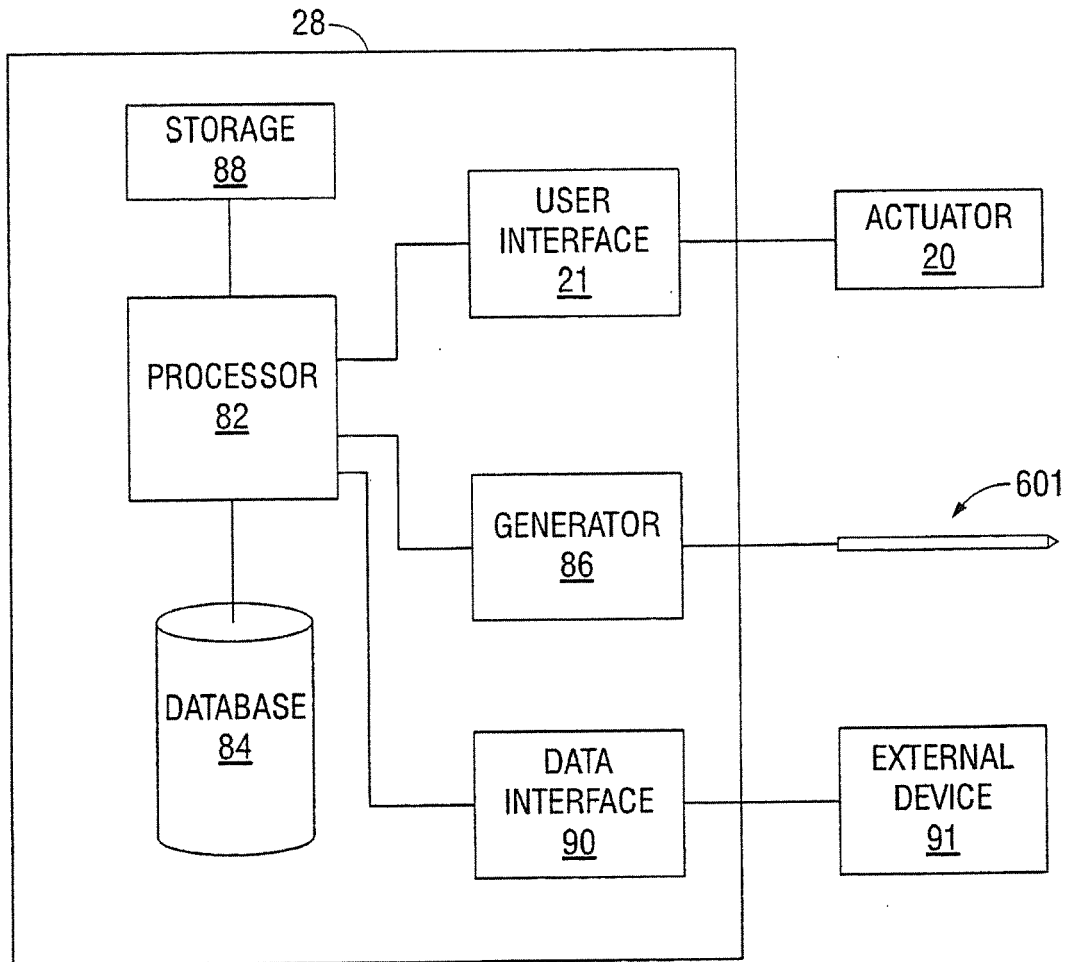 28
STORAGE
88
USER
INTERFACE
21
ACTUATOR
20
PROCESSOR
82
601
GENERATOR
86
DATABASE
84
DATA
INTERFACE
90
EXTERNAL
DEVICE
91